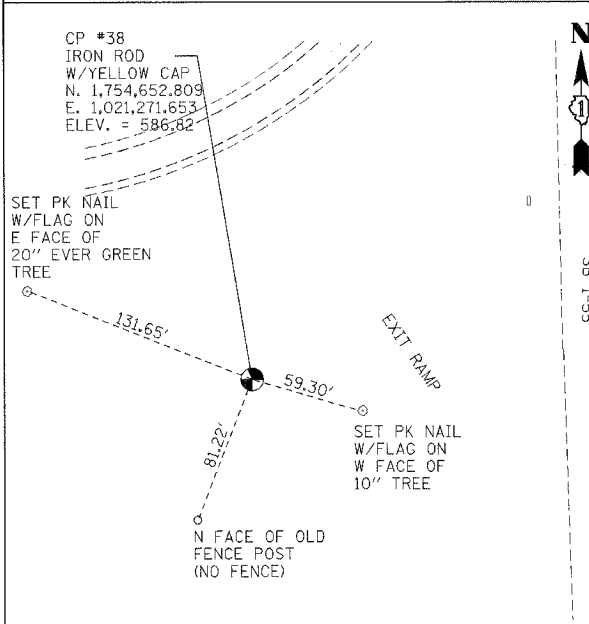 CP #38
IRON ROD
W/YELLOW CAP
N. 1,754,652.809
E. 1,021,271.653
ELEV. = 586.82
N
1
SET PK NAIL
W/FLAG ON
E FACE OF
20" EVER GREEN
TREE
131.65'
59.30'
EXIT RAMP
81.22'
SET PK NAIL
W/FLAG ON
W FACE OF
10" TREE
N FACE OF OLD
FENCE POST
(NO FENCE)